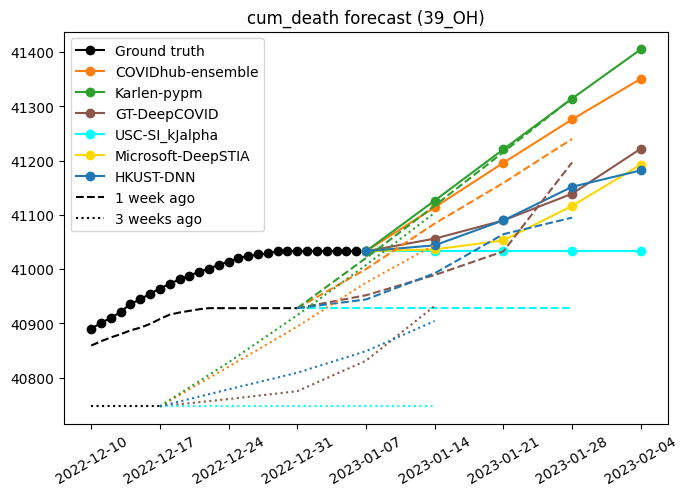 cum_death forecast (39_OH)
41400
41300
41200
41100
41000
40900
40800
Ground truth
COVIDhub-ensemble
Karlen-pypm
GT-DeepCOVID
USC-SI_kJalpha
Microsoft-DeepSTIA
HKUST-DNN
1 week ago
3 weeks ago
2022-12-10
2022-12-17
2022-12-24
2022-12-31
2023-01-07
2023-01-14
2023-01-21
2023-01-28
2023-02-04